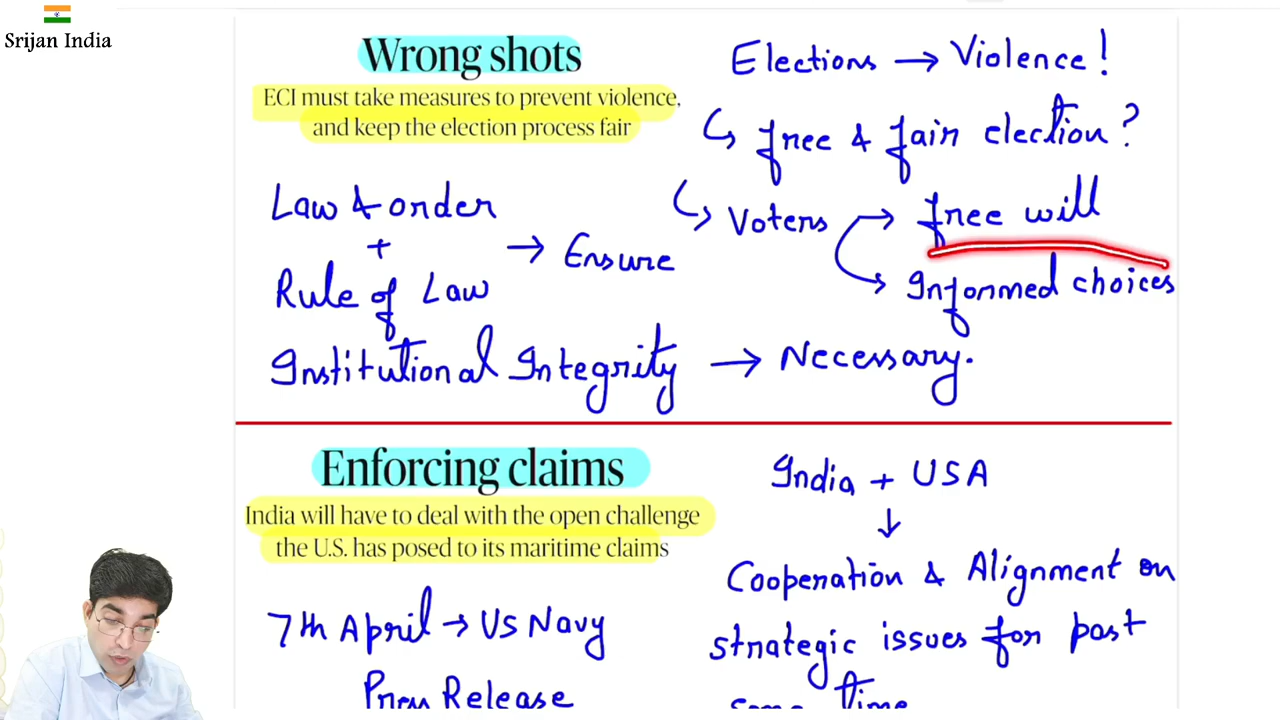 Srijan India
Wrong shots
ECI must take measures to prevent violence,
and keep the election process fair
Elections → Violence!
↳ free & fair election?
↳ Voters → free will
→ Informed choices
Law & order
+
Rule of Law
→ Ensure
Institutional Integrity → Necessary.
Enforcing claims
India will have to deal with the open challenge
the U.S. has posed to its maritime claims
India + USA
↓
Cooperation & Alignment on
strategic issues for past
some time
7th April → US Navy
Press Release